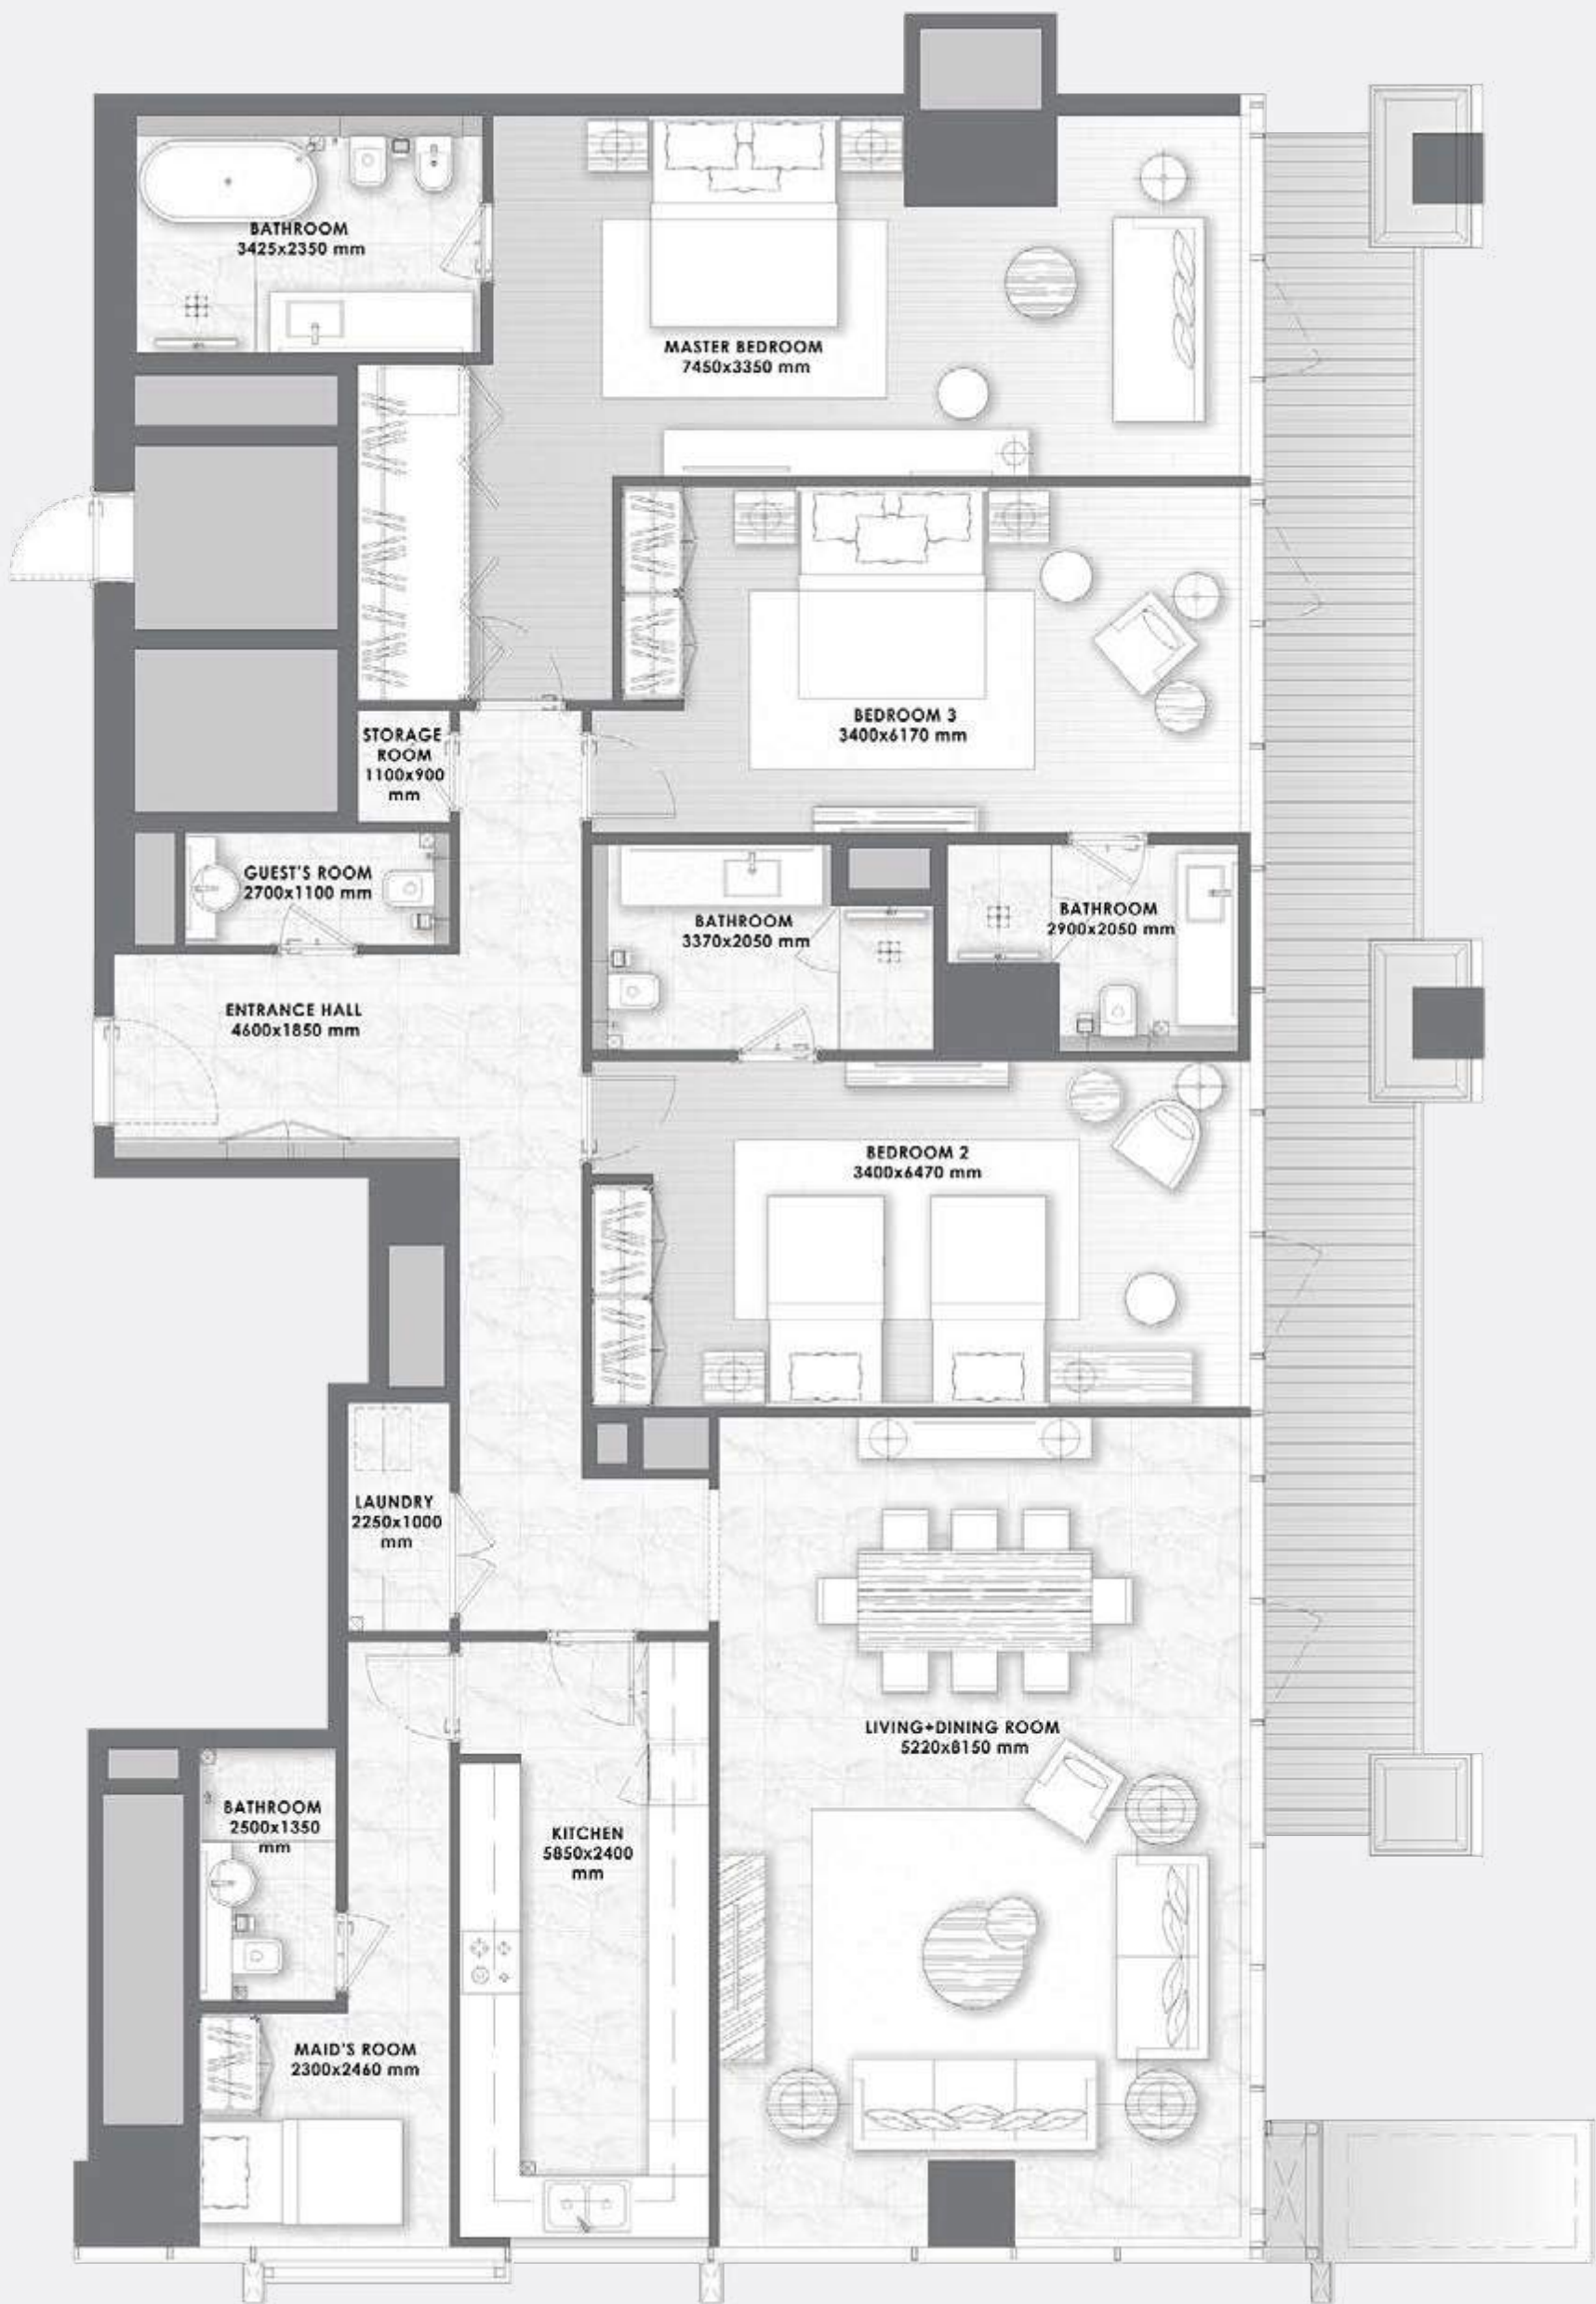 BATHROOM
3425x2350 mm
MASTER BEDROOM
7450x3350 mm
STORAGE
ROOM
1100x900
mm
BEDROOM 3
3400x6170 mm
GUEST'S ROOM
2700x1100 mm
BATHROOM
3370x2050 mm
BATHROOM
2900x2050 mm
ENTRANCE HALL
4600x1850 mm
BEDROOM 2
3400x6470 mm
LAUNDRY
2250x1000
mm
LIVING+DINING ROOM
5220x8150 mm
BATHROOM
2500x1350
mm
KITCHEN
5850x2400
mm
MAID'S ROOM
2300x2460 mm